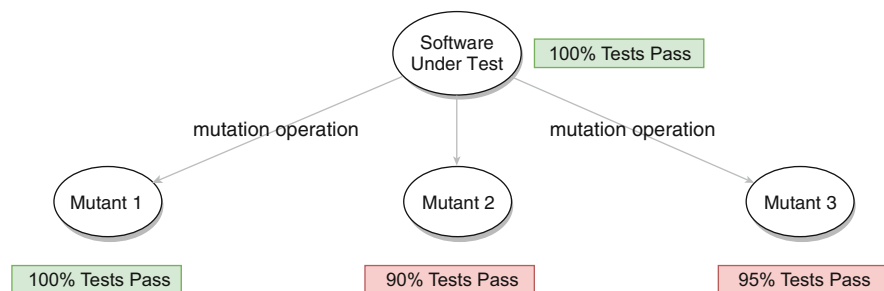 Software
Under Test
100% Tests Pass
mutation operation
mutation operation
Mutant 1
Mutant 2
Mutant 3
100% Tests Pass
90% Tests Pass
95% Tests Pass